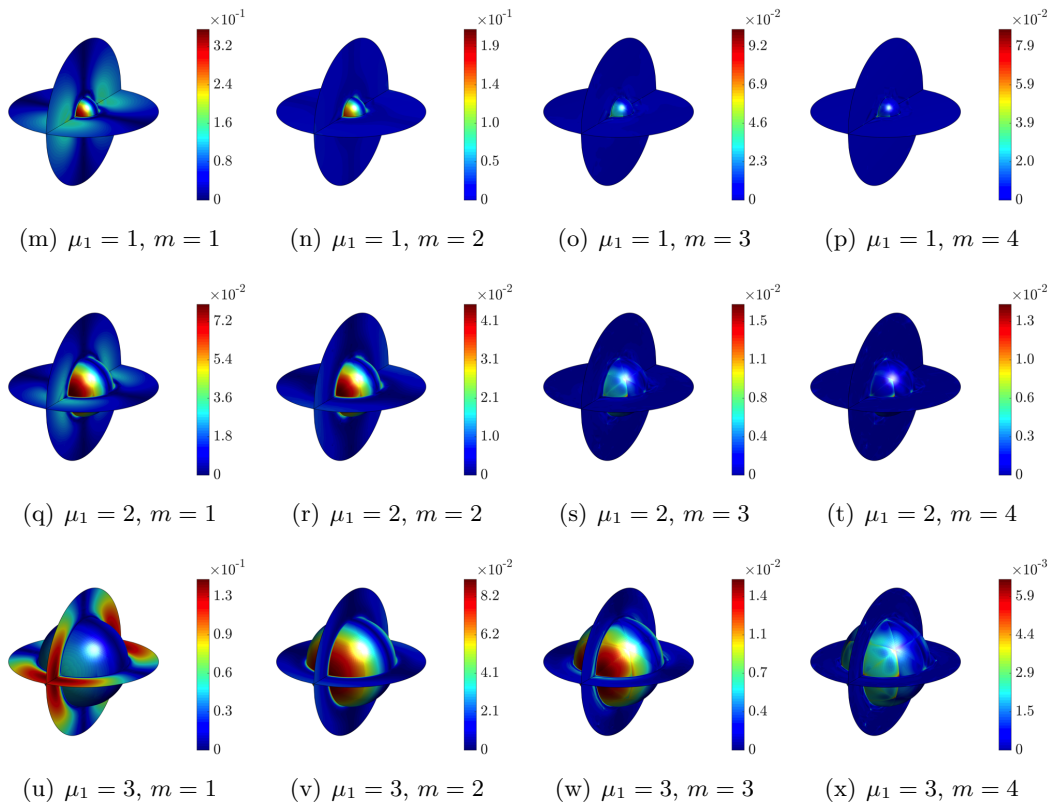 ×10⁻¹ ×10⁻¹ ×10⁻² ×10⁻²
3.2 1.9 9.2 7.9
2.4 1.4 6.9 5.9
1.6 1.0 4.6 4.0
0.8 0.5 2.3 2.0
0 0 0 0
(m) μ₁ = 1, m = 1 (n) μ₁ = 1, m = 2 (o) μ₁ = 1, m = 3 (p) μ₁ = 1, m = 4
×10⁻² ×10⁻² ×10⁻² ×10⁻²
7.2 4.1 1.5 1.3
5.4 3.1 1.1 1.0
3.6 2.1 0.8 0.6
1.8 1.0 0.4 0.3
0 0 0 0
(q) μ₁ = 2, m = 1 (r) μ₁ = 2, m = 2 (s) μ₁ = 2, m = 3 (t) μ₁ = 2, m = 4
×10⁻¹ ×10⁻² ×10⁻² ×10⁻³
1.3 8.2 1.4 5.9
0.9 6.2 1.1 4.4
0.6 4.1 0.7 2.9
0.3 2.1 0.4 1.5
0 0 0 0
(u) μ₁ = 3, m = 1 (v) μ₁ = 3, m = 2 (w) μ₁ = 3, m = 3 (x) μ₁ = 3, m = 4